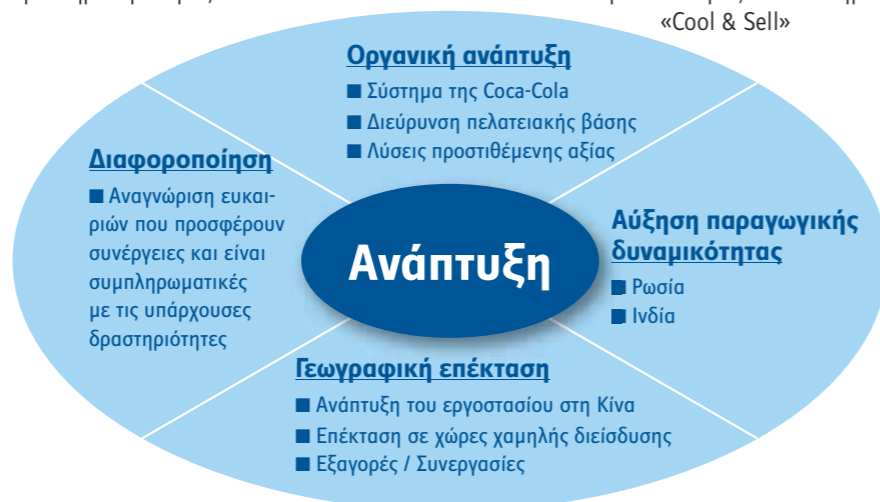 «Cool & Sell»
Οργανική ανάπτυξη
■ Σύστημα της Coca-Cola
■ Διεύρυνση πελατειακής βάσης
■ Λύσεις προστιθέμενης αξίας
Διαφοροποίηση
■ Αναγνώριση ευκαι-
ριών που προσφέρουν
συνέργειες και είναι
συμπληρωματικές
με τις υπάρχουσες
δραστηριότητες
Ανάπτυξη
Αύξηση παραγωγικής
δυναμικότητας
■ Ρωσία
■ Ινδία
Γεωγραφική επέκταση
■ Ανάπτυξη του εργοστασίου στη Κίνα
■ Επέκταση σε χώρες χαμηλής διείσδυσης
■ Εξαγορές / Συνεργασίες